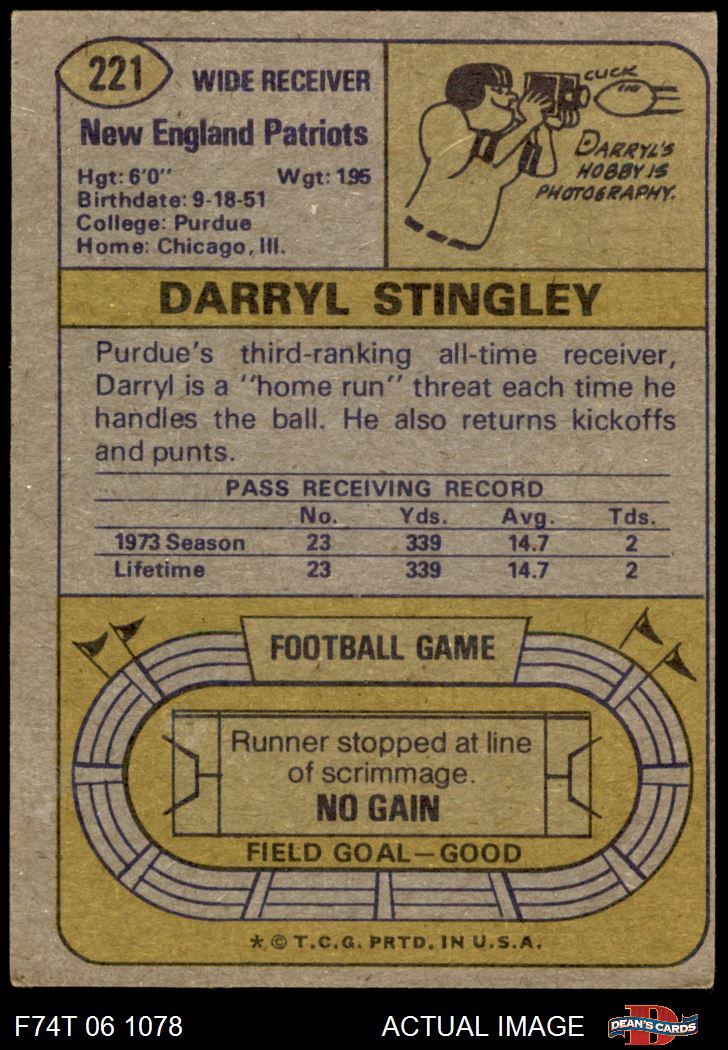 221
WIDE RECEIVER
New England Patriots
Hgt: 6'0" Wgt: 195
Birthdate: 9-18-51
College: Purdue
Home: Chicago, Ill.
CLICK
DARRYL'S
HOBBY IS
PHOTOGRAPHY.
DARRYL STINGLEY
Purdue's third-ranking all-time receiver,
Darryl is a "home run" threat each time he
handles the ball. He also returns kickoffs
and punts.
PASS RECEIVING RECORD
No. Yds. Avg. Tds.
1973 Season 23 339 14.7 2
Lifetime 23 339 14.7 2
FOOTBALL GAME
Runner stopped at line
of scrimmage.
NO GAIN
FIELD GOAL—GOOD
* © T.C.G. PRTD. IN U.S.A.
F74T 06 1078 ACTUAL IMAGE
D
DEAN'S CARDS